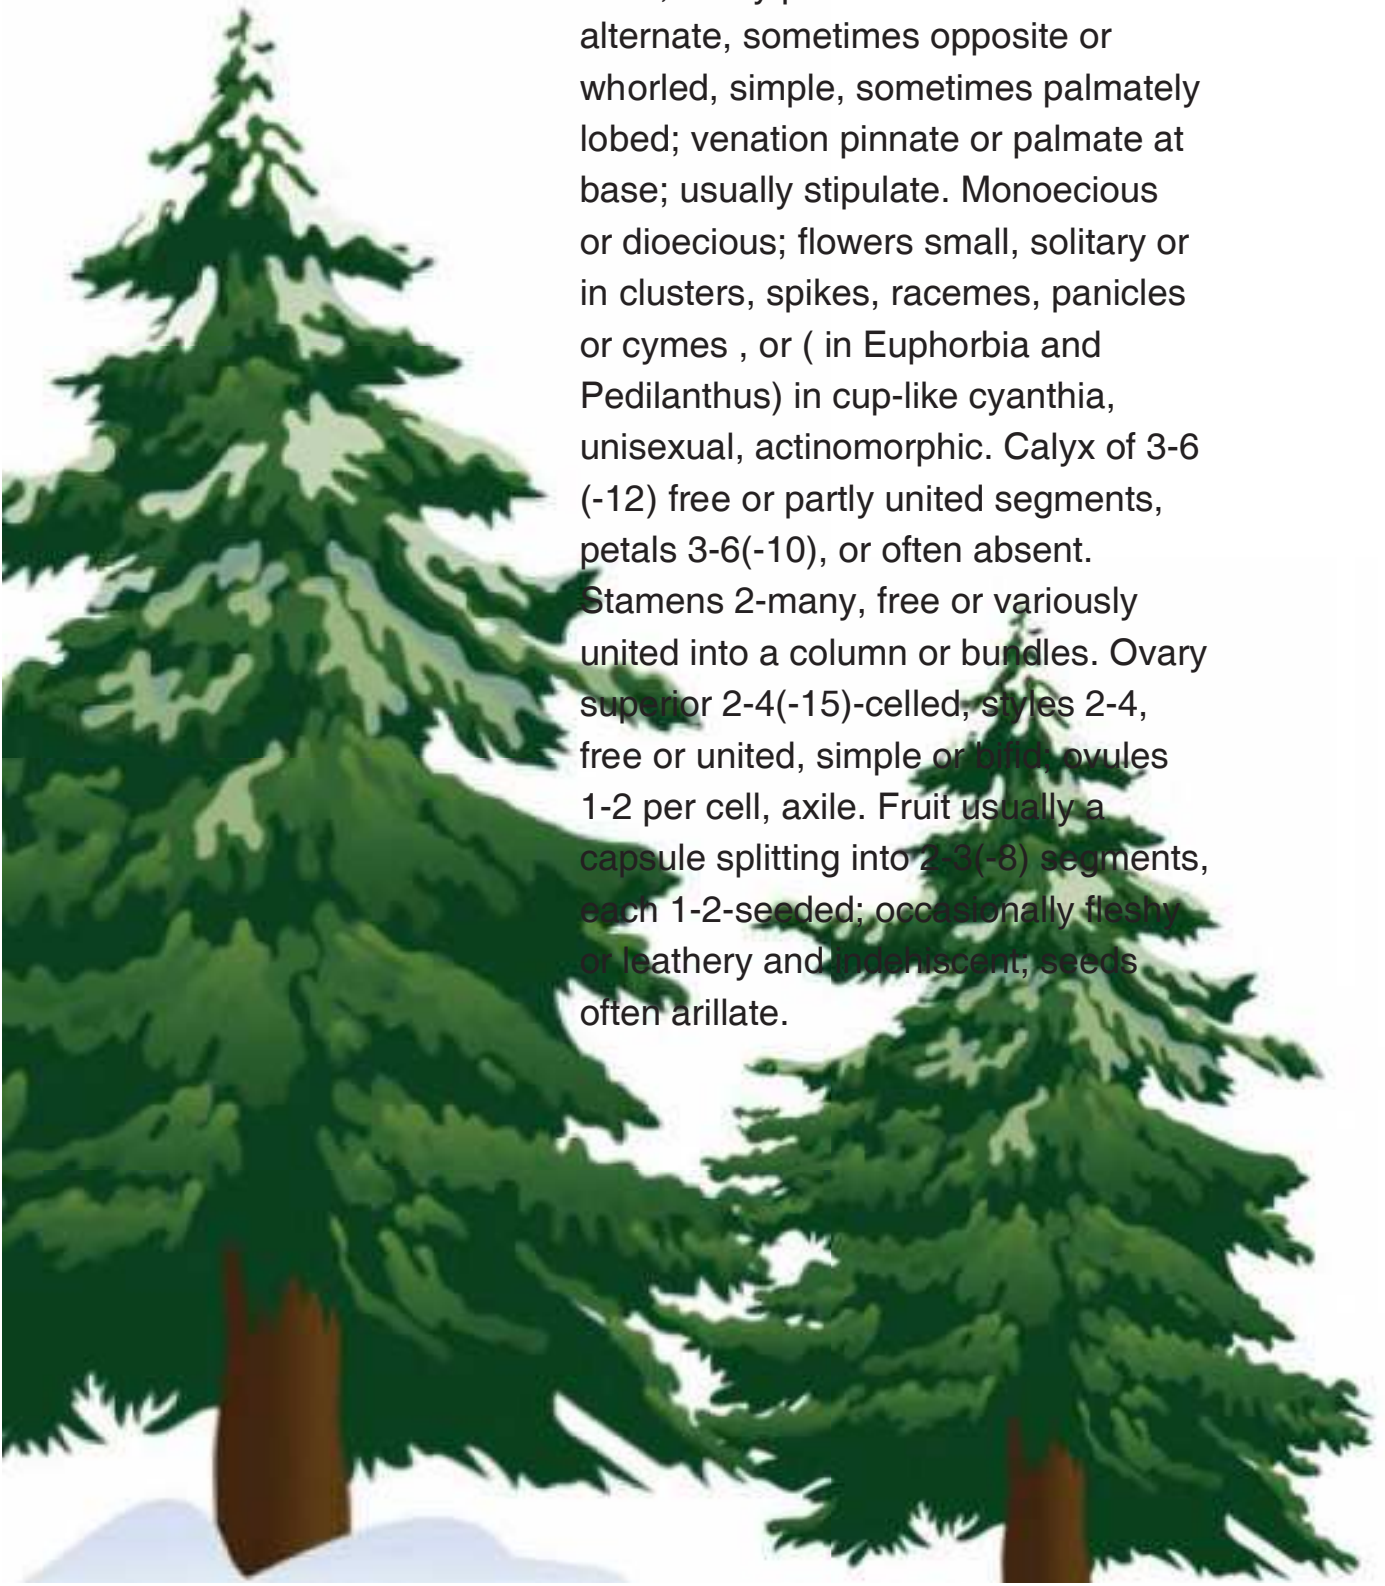 alternate, sometimes opposite or
whorled, simple, sometimes palmately
lobed; venation pinnate or palmate at
base; usually stipulate. Monoecious
or dioecious; flowers small, solitary or
in clusters, spikes, racemes, panicles
or cymes , or ( in Euphorbia and
Pedilanthus) in cup-like cyanthia,
unisexual, actinomorphic. Calyx of 3-6
(-12) free or partly united segments,
petals 3-6(-10), or often absent.
Stamens 2-many, free or variously
united into a column or bundles. Ovary
superior 2-4(-15)-celled, styles 2-4,
free or united, simple or bifid; ovules
1-2 per cell, axile. Fruit usually a
capsule splitting into 2-3(-8) segments,
each 1-2-seeded; occasionally fleshy
or leathery and indehiscent; seeds
often arillate.